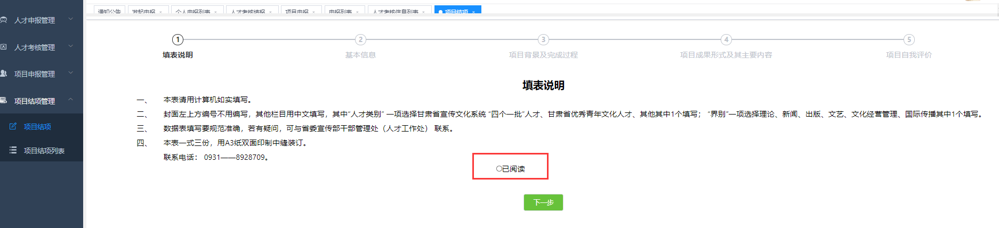 通知公告 发起申报 × 个人申报列表 × 人才考核填报 × 项目申报 × 申报列表 × 人才考核信息列表 × 项目结项 ×
人才申报管理
人才考核管理
项目申报管理
项目结项管理
项目结项
项目结项列表
1 2 3 4 5
填表说明 基本信息 项目背景及完成过程 项目成果形式及其主要内容 项目自我评价
填表说明
一、 本表请用计算机如实填写。
二、 封面左上方编号不用编写，其他栏目用中文填写，其中“人才类别” 一项选择甘肃省宣传文化系统 “四个一批”人才、甘肃省优秀青年文化人才、其他其中1个填写； “界别”一项选择理论、新闻、出版、文艺、文化经营管理、国际传播其中1个填写。
三、 数据表填写要规范准确，若有疑问，可与省委宣传部干部管理处（人才工作处） 联系。
四、 本表一式三份，用A3纸双面印制中缝装订。
联系电话： 0931——8928709。
已阅读
下一步